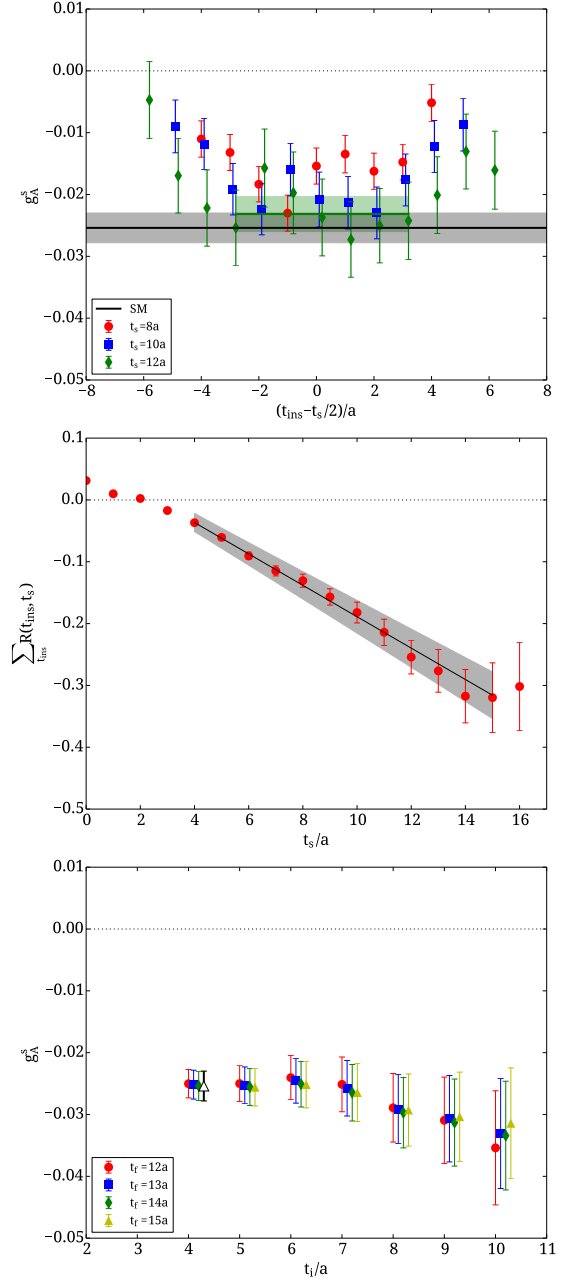 0.01
0.00
−0.01
−0.02
−0.03
−0.04
−0.05
g_A^s
SM
t_s=8a
t_s=10a
t_s=12a
−8 −6 −4 −2 0 2 4 6 8
(t_ins−t_s/2)/a
0.1
0.0
−0.1
−0.2
−0.3
−0.4
−0.5
∑_{t_ins} R(t_ins, t_s)
0 2 4 6 8 10 12 14 16
t_s/a
0.01
0.00
−0.01
−0.02
−0.03
−0.04
−0.05
g_A^s
t_f=12a
t_f=13a
t_f=14a
t_f=15a
2 3 4 5 6 7 8 9 10 11
t_i/a